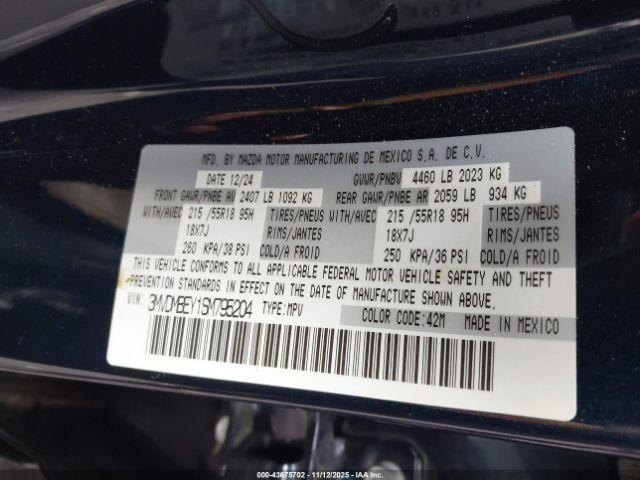 MFD. BY MAZDA MOTOR MANUFACTURING DE MEXICO S.A. DE C.V.
DATE 12/24 GVWR/PNBV 4460 LB 2023 KG
FRONT GAWR/PNBE AV 2407 LB 1092 KG REAR GAWR/PNBE AR 2059 LB 934 KG
WITH/AVEC 215 /55R18 95H TIRES/PNEUS WITH/AVEC 215 /55R18 95H TIRES/PNEUS
18X7J RIMS/JANTES 18X7J RIMS/JANTES
260 KPA/38 PSI COLD/A FROID 250 KPA/36 PSI COLD/A FROID
THIS VEHICLE CONFORMS TO ALL APPLICABLE FEDERAL MOTOR VEHICLE SAFETY AND THEFT
PREVENTION STANDARDS IN EFFECT ON THE DATE OF MANUFACTURE SHOWN ABOVE.
VIN: 3MVDMBEY1SM795204 TYPE:MPV COLOR CODE:42M MADE IN MEXICO
000-43675702 - 11/12/2025 - IAAI.COM